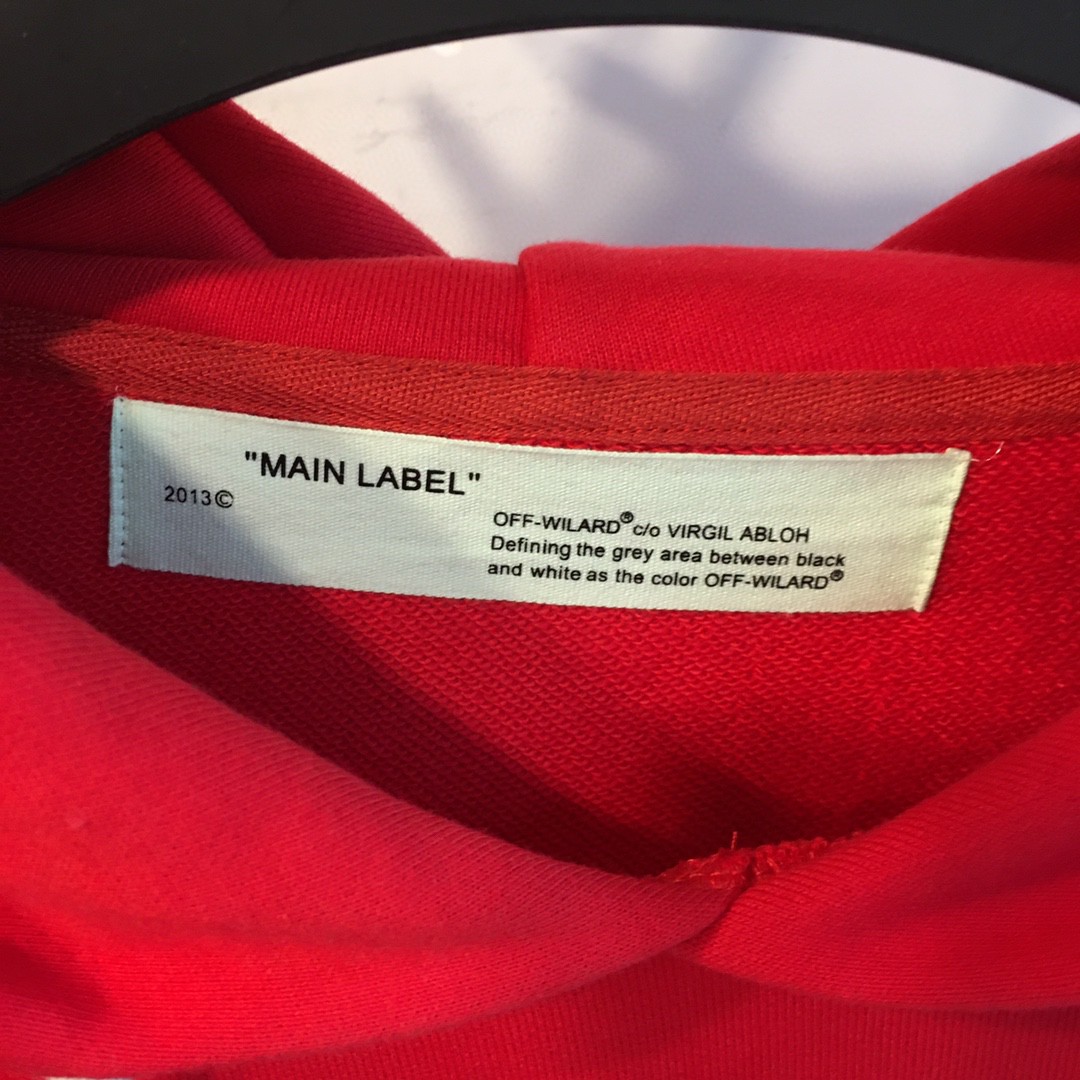 "MAIN LABEL"
2013©
OFF-WILARD® c/o VIRGIL ABLOH
Defining the grey area between black
and white as the color OFF-WILARD®